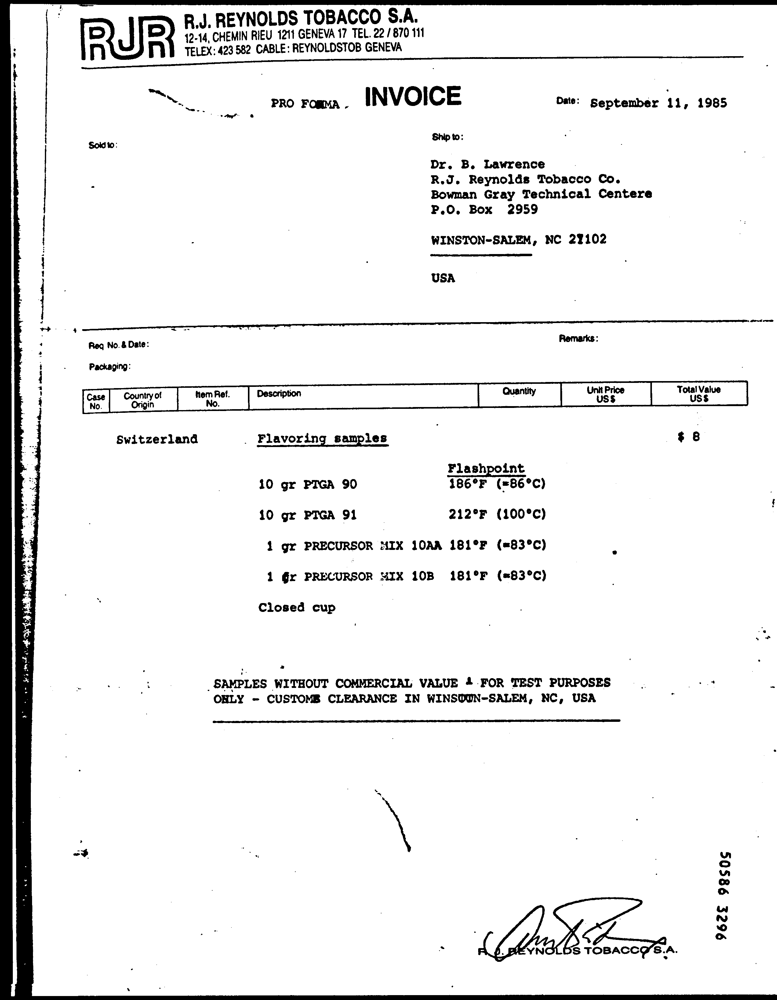 RJR
R.J. REYNOLDS TOBACCO S.A.
12-14, CHEMIN RIEU 1211 GENEVA 17 TEL. 22 / 870 111
TELEX: 423 582 CABLE: REYNOLDSTOB GENEVA
PRO FORMA. INVOICE
Date: September 11, 1985
Sold to:
Ship to:
Dr. B. Lawrence
R.J. Reynolds Tobacco Co.
Bowman Gray Technical Centere
P.O. Box 2959
WINSTON-SALEM, NC 27102
USA
Req. No. & Date:
Remarks:
Packaging:
Case No. Country of Origin Item Ref. No. Description Quantity Unit Price US $ Total Value US $
Switzerland Flavoring samples $ 8
Flashpoint
10 gr PTGA 90 186°F (=86°C)
10 gr PTGA 91 212°F (100°C)
1 gr PRECURSOR MIX 10AA 181°F (=83°C)
1 gr PRECURSOR MIX 10B 181°F (=83°C)
Closed cup
SAMPLES WITHOUT COMMERCIAL VALUE - FOR TEST PURPOSES
ONLY - CUSTOMS CLEARANCE IN WINSTON-SALEM, NC, USA
50586 3296
R.J. REYNOLDS TOBACCO S.A.